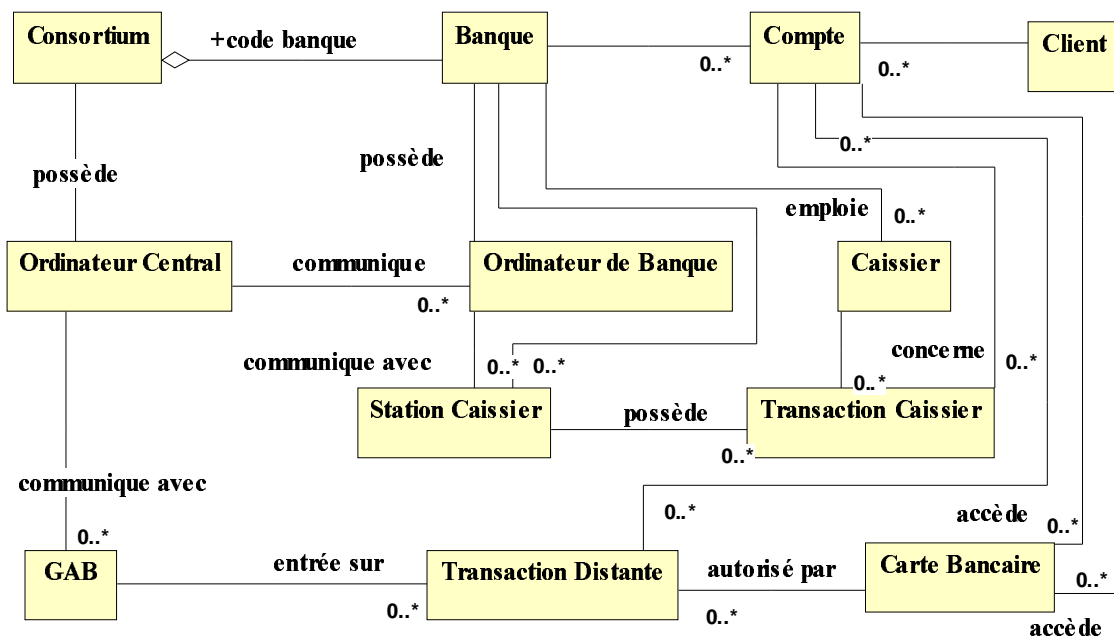 Consortium
+code banque
Banque
0..*
Compte
0..*
Client
possède
possède
0..*
emploie
0..*
Ordinateur Central
communique
0..*
Ordinateur de Banque
Caissier
communique avec
0..*
0..*
concerne
0..*
0..*
Station Caissier
possède
0..*
Transaction Caissier
communique avec
0..*
0..*
accède
0..*
GAB
entrée sur
0..*
Transaction Distante
autorisé par
0..*
Carte Bancaire
0..*
accède